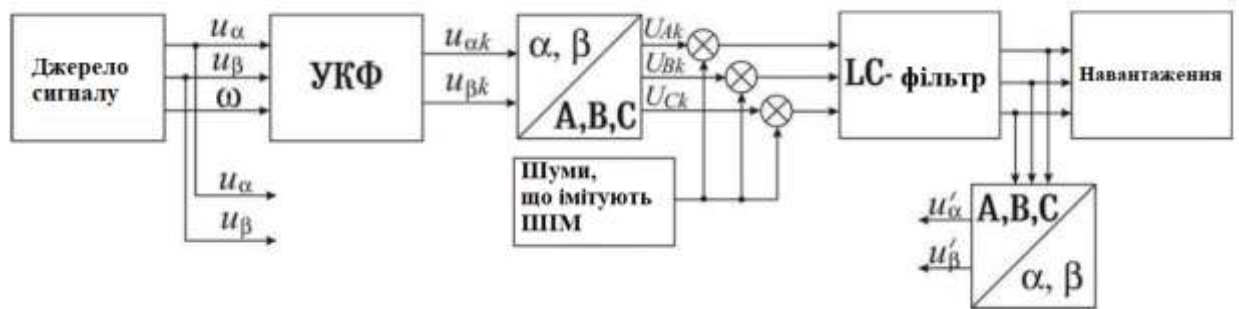 Джерело
сигналу
uα
uβ
ω
УКФ
uαk
uβk
α, β
A,B,C
UAk
UBk
UCk
LC- фільтр
Навантаження
uα
uβ
Шуми,
що імітують
ШІМ
A,B,C
α, β
u′α
u′β